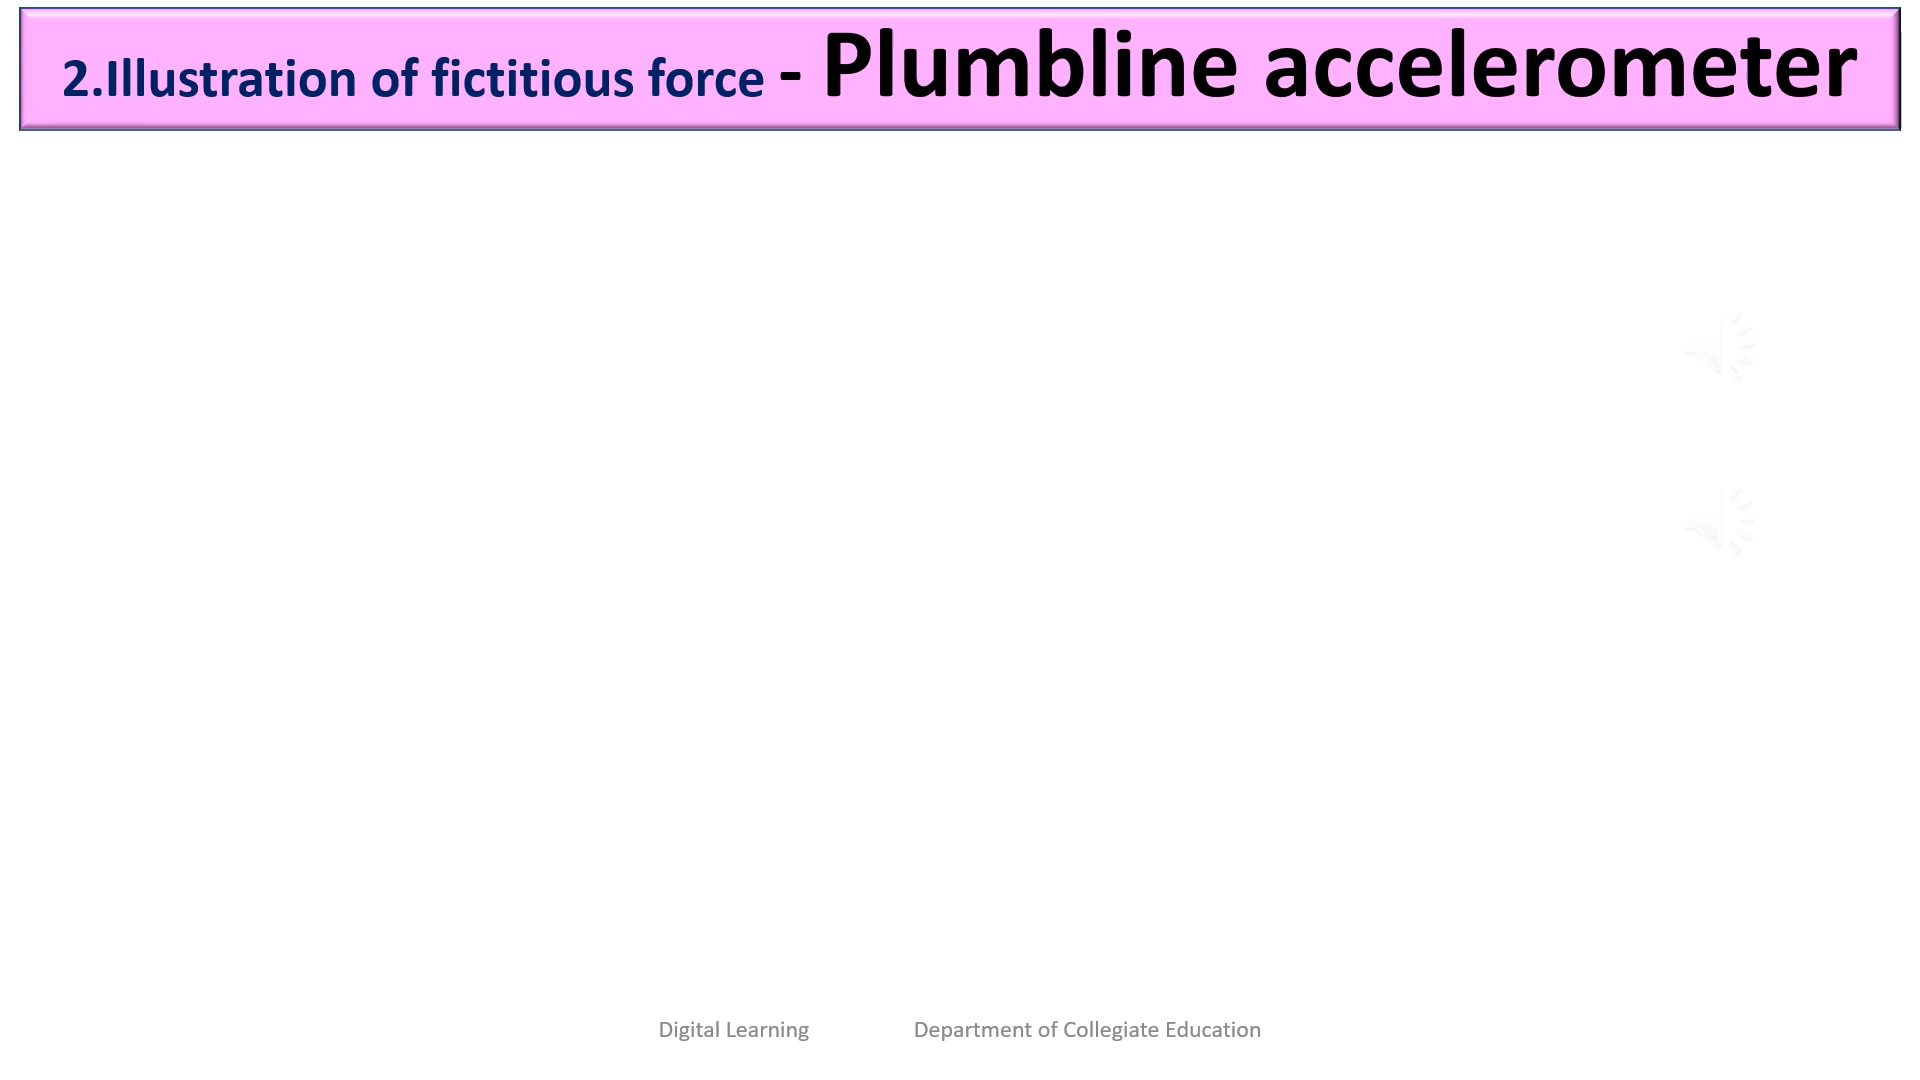 2.Illustration of fictitious force - Plumbline accelerometer
Digital Learning Department of Collegiate Education